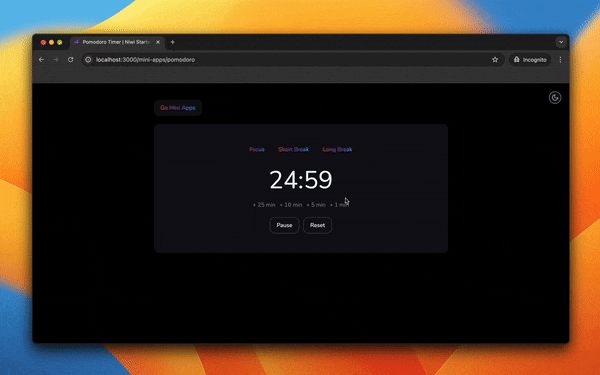 Pomodoro Timer | Niwi Starte
localhost:3000/mini-apps/pomodoro
Incognito
Go Mini Apps
Focus Short Break Long Break
24:59
+ 25 min + 10 min + 5 min + 1 min
Pause Reset